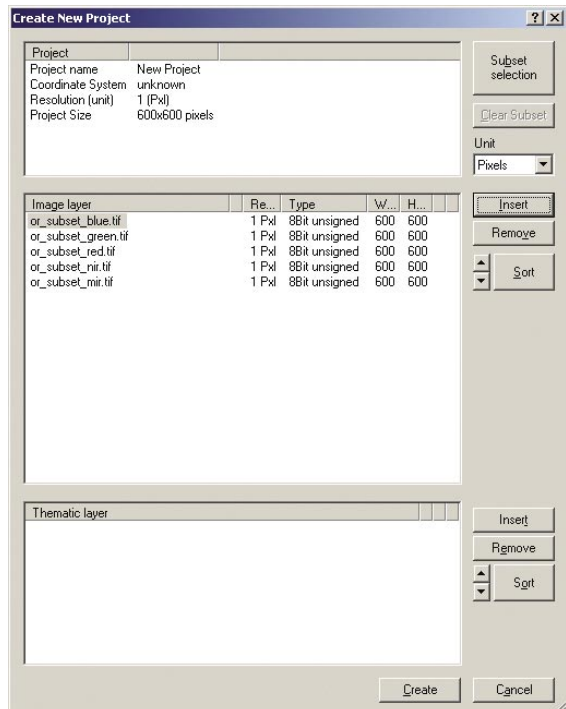 Create New Project
Project
Project name New Project
Coordinate System unknown
Resolution (unit) 1 (Pxl)
Project Size 600x600 pixels
Subset selection
Clear Subset
Unit
Pixels
Image layer Re... Type W... H...
or_subset_blue.tif 1 Pxl 8Bit unsigned 600 600
or_subset_green.tif 1 Pxl 8Bit unsigned 600 600
or_subset_red.tif 1 Pxl 8Bit unsigned 600 600
or_subset_nir.tif 1 Pxl 8Bit unsigned 600 600
or_subset_mir.tif 1 Pxl 8Bit unsigned 600 600
Insert
Remove
Sort
Thematic layer
Insert
Remove
Sort
Create Cancel